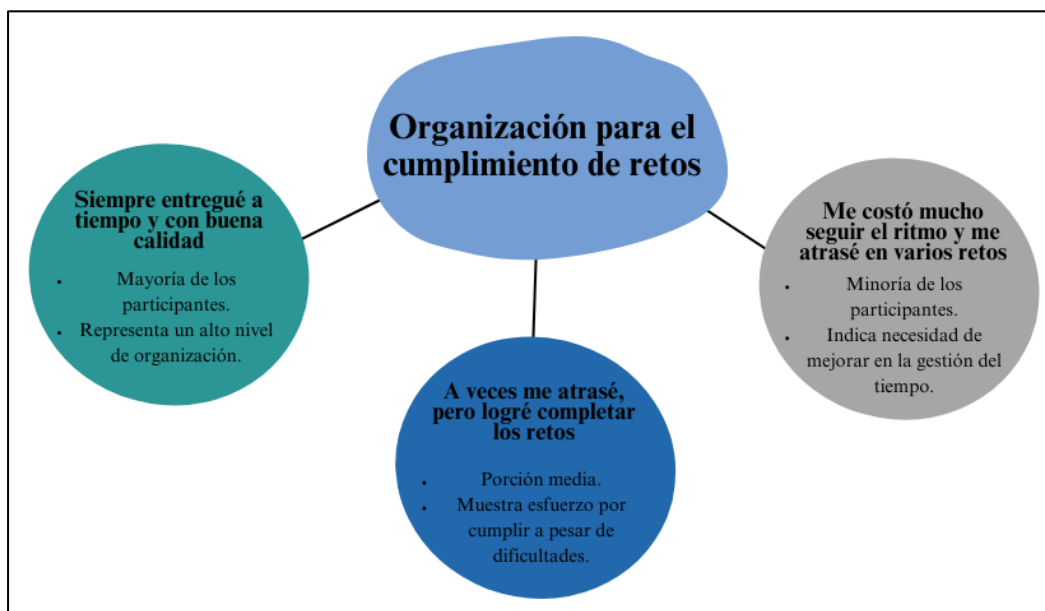 Organización para el
cumplimiento de retos
Siempre entregué a
tiempo y con buena
calidad
• Mayoría de los
participantes.
• Representa un alto nivel
de organización.
A veces me atrasé,
pero logré completar
los retos
• Porción media.
• Muestra esfuerzo por
cumplir a pesar de
dificultades.
Me costó mucho
seguir el ritmo y me
atrasé en varios retos
• Minoría de los
participantes.
• Indica necesidad de
mejorar en la gestión del
tiempo.